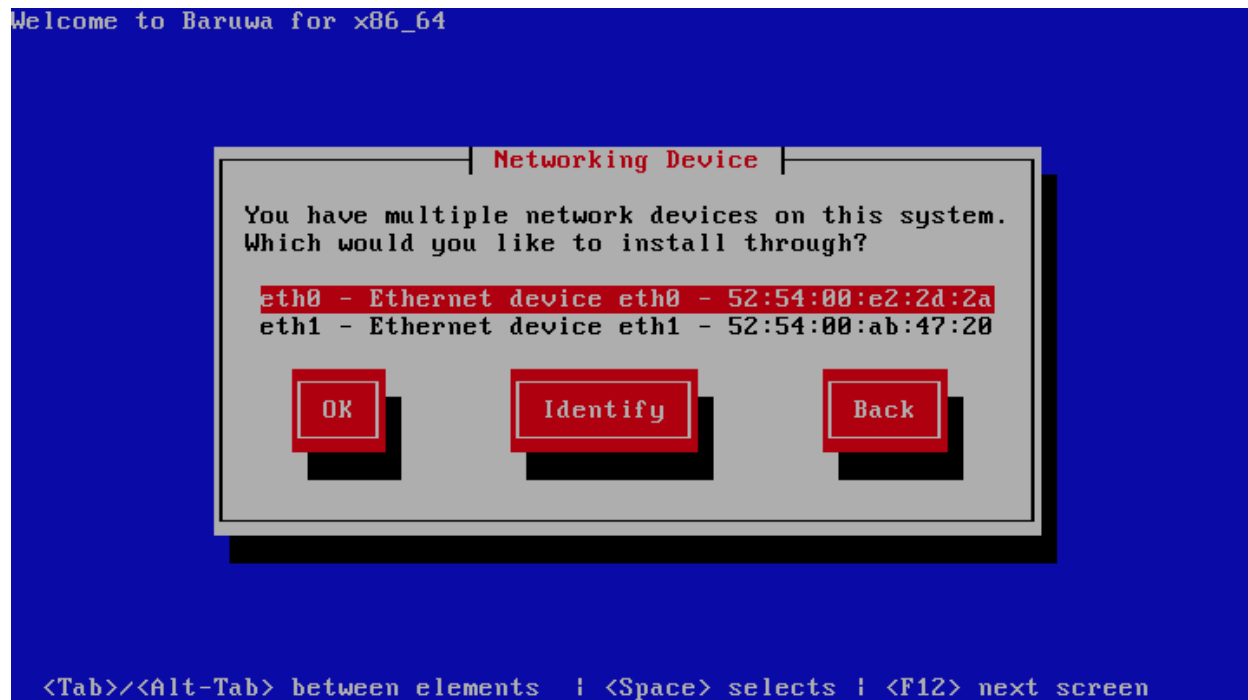 Welcome to Baruwa for x86_64
Networking Device
You have multiple network devices on this system.
Which would you like to install through?
eth0 - Ethernet device eth0 - 52:54:00:e2:2d:2a
eth1 - Ethernet device eth1 - 52:54:00:ab:47:20
OK Identify Back
<Tab>/<Alt-Tab> between elements | <Space> selects | <F12> next screen